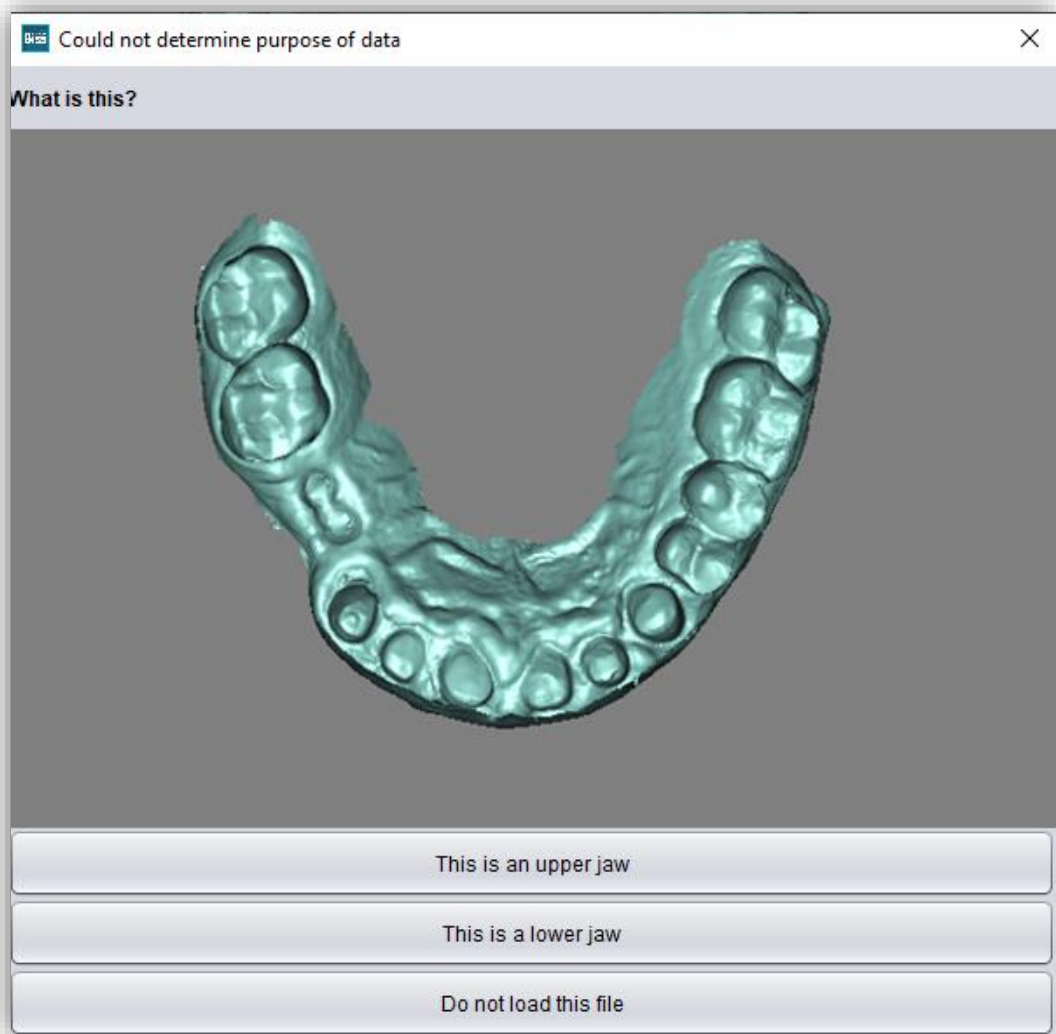 Could not determine purpose of data
What is this?
This is an upper jaw
This is a lower jaw
Do not load this file